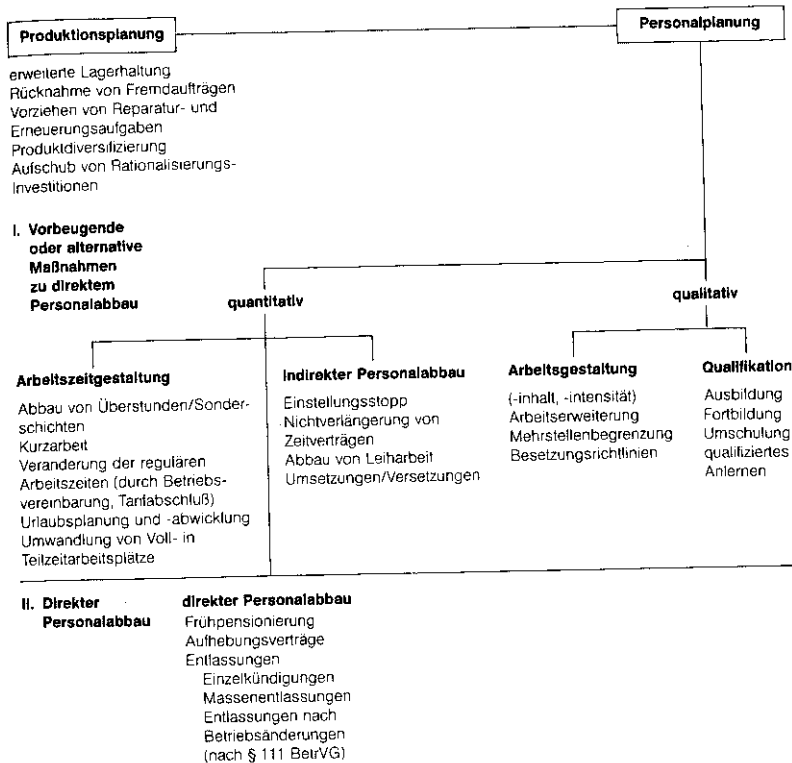 Produktionsplanung
Personalplanung
erweiterte Lagerhaltung
Rücknahme von Fremdaufträgen
Vorziehen von Reparatur- und
Erneuerungsaufgaben
Produktdiversifizierung
Aufschub von Rationalisierungs-
Investitionen
I. Vorbeugende
oder alternative
Maßnahmen
zu direktem
Personalabbau
quantitativ
qualitativ
Arbeitszeitgestaltung
Abbau von Überstunden/Sonder-
schichten
Kurzarbeit
Veranderung der regulären
Arbeitszeiten (durch Betriebs-
vereinbarung, Tarifabschluß)
Urlaubsplanung und -abwicklung
Umwandlung von Voll- in
Teilzeitarbeitsplätze
Indirekter Personalabbau
Einstellungsstopp
Nichtverlängerung von
Zeitverträgen
Abbau von Leiharbeit
Umsetzungen/Versetzungen
Arbeitsgestaltung
(-inhalt, -intensität)
Arbeitserweiterung
Mehrstellenbegrenzung
Besetzungsrichtlinien
Qualifikation
Ausbildung
Fortbildung
Umschulung
qualifiziertes
Anlernen
II. Direkter
Personalabbau
direkter Personalabbau
Frühpensionierung
Aufhebungsverträge
Entlassungen
Einzelkündigungen
Massenentlassungen
Entlassungen nach
Betriebsänderungen
(nach § 111 BetrVG)